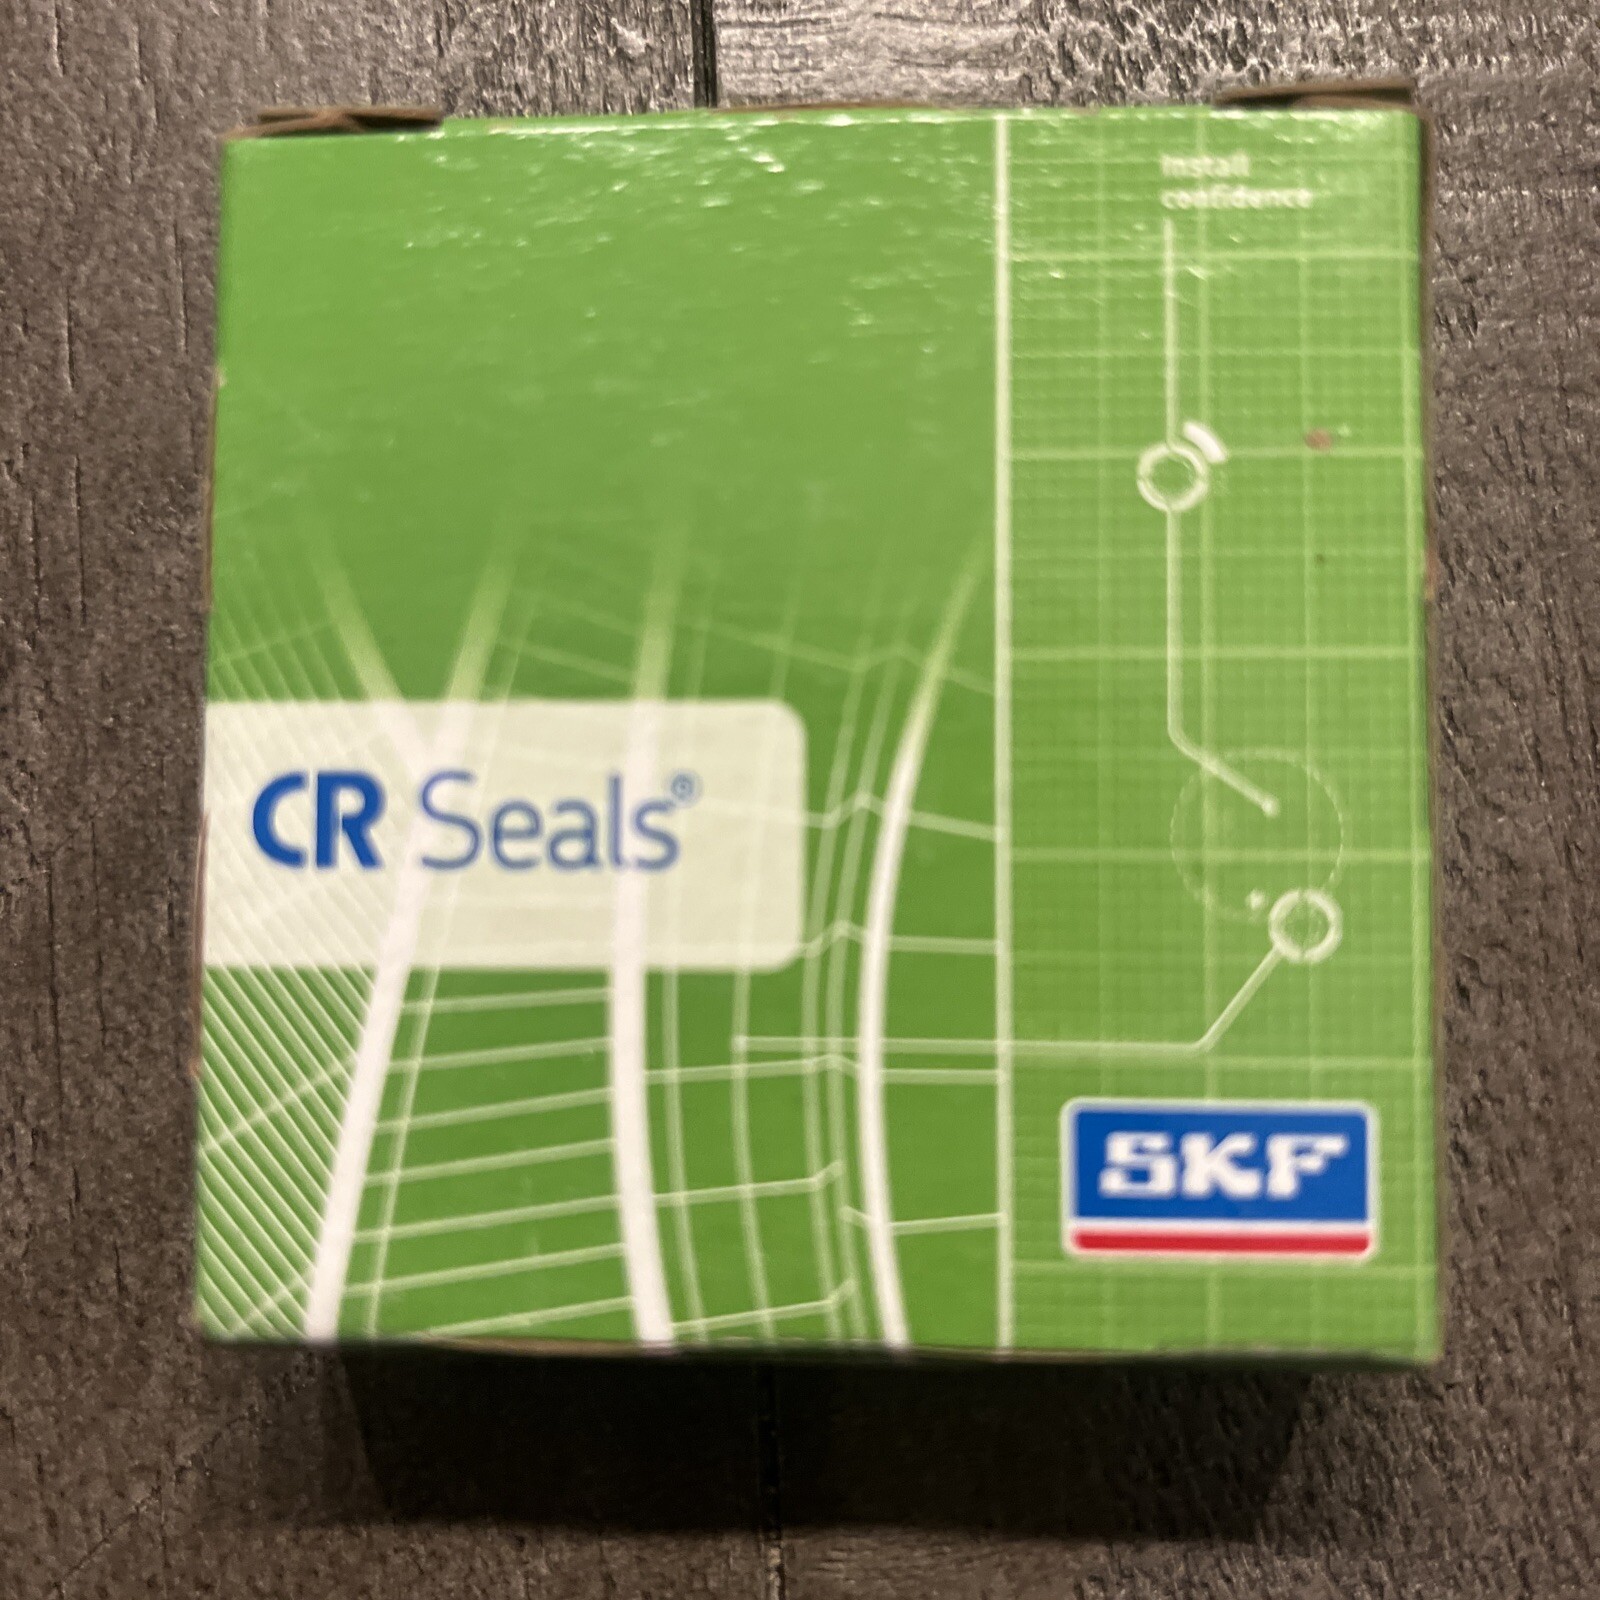 Install
confidence
CR Seals®
SKF